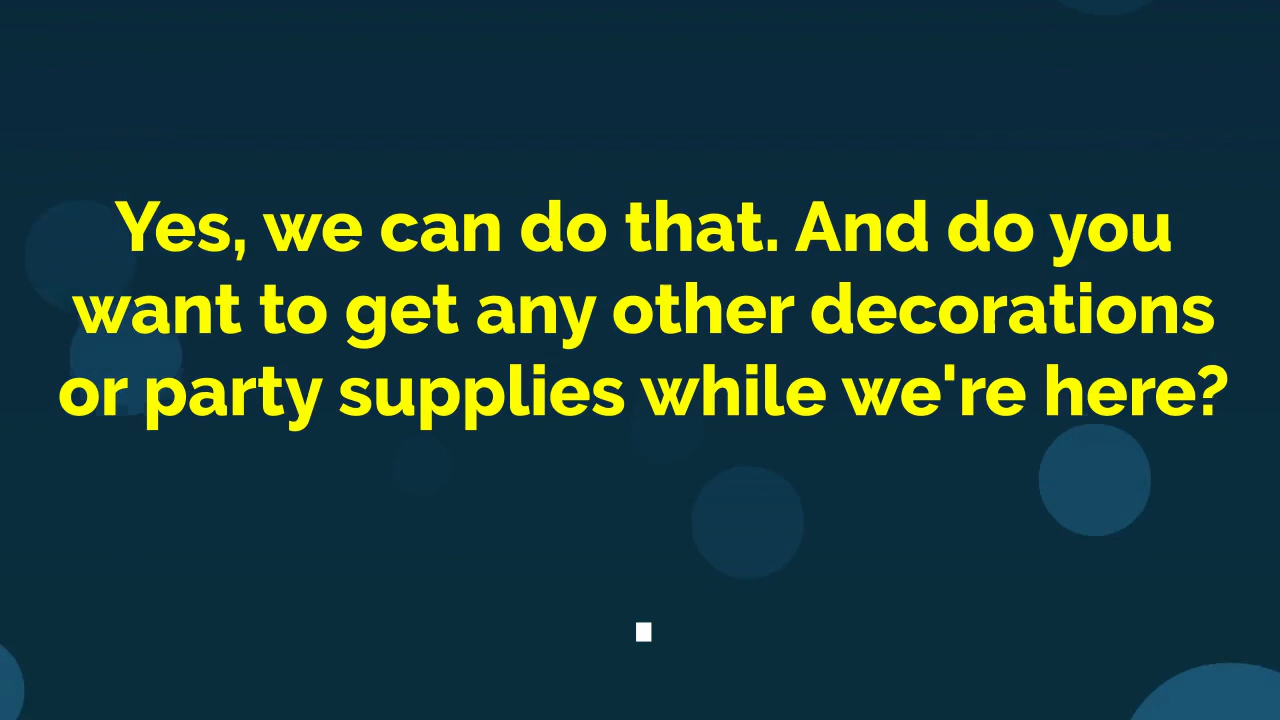 Yes, we can do that. And do you
want to get any other decorations
or party supplies while we're here?
.